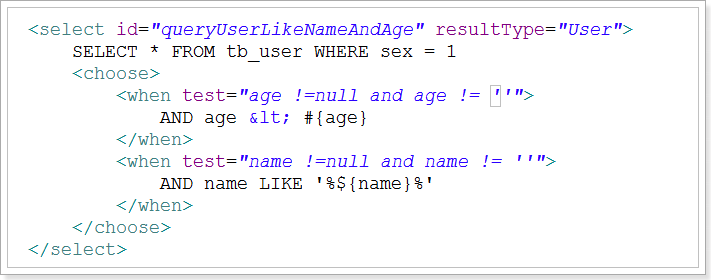 <select id="queryUserLikeNameAndAge" resultType="User">
    SELECT * FROM tb_user WHERE sex = 1
    <choose>
        <when test="age !=null and age != ''">
            AND age &lt; #{age}
        </when>
        <when test="name !=null and name != ''">
            AND name LIKE '%${name}%'
        </when>
    </choose>
</select>